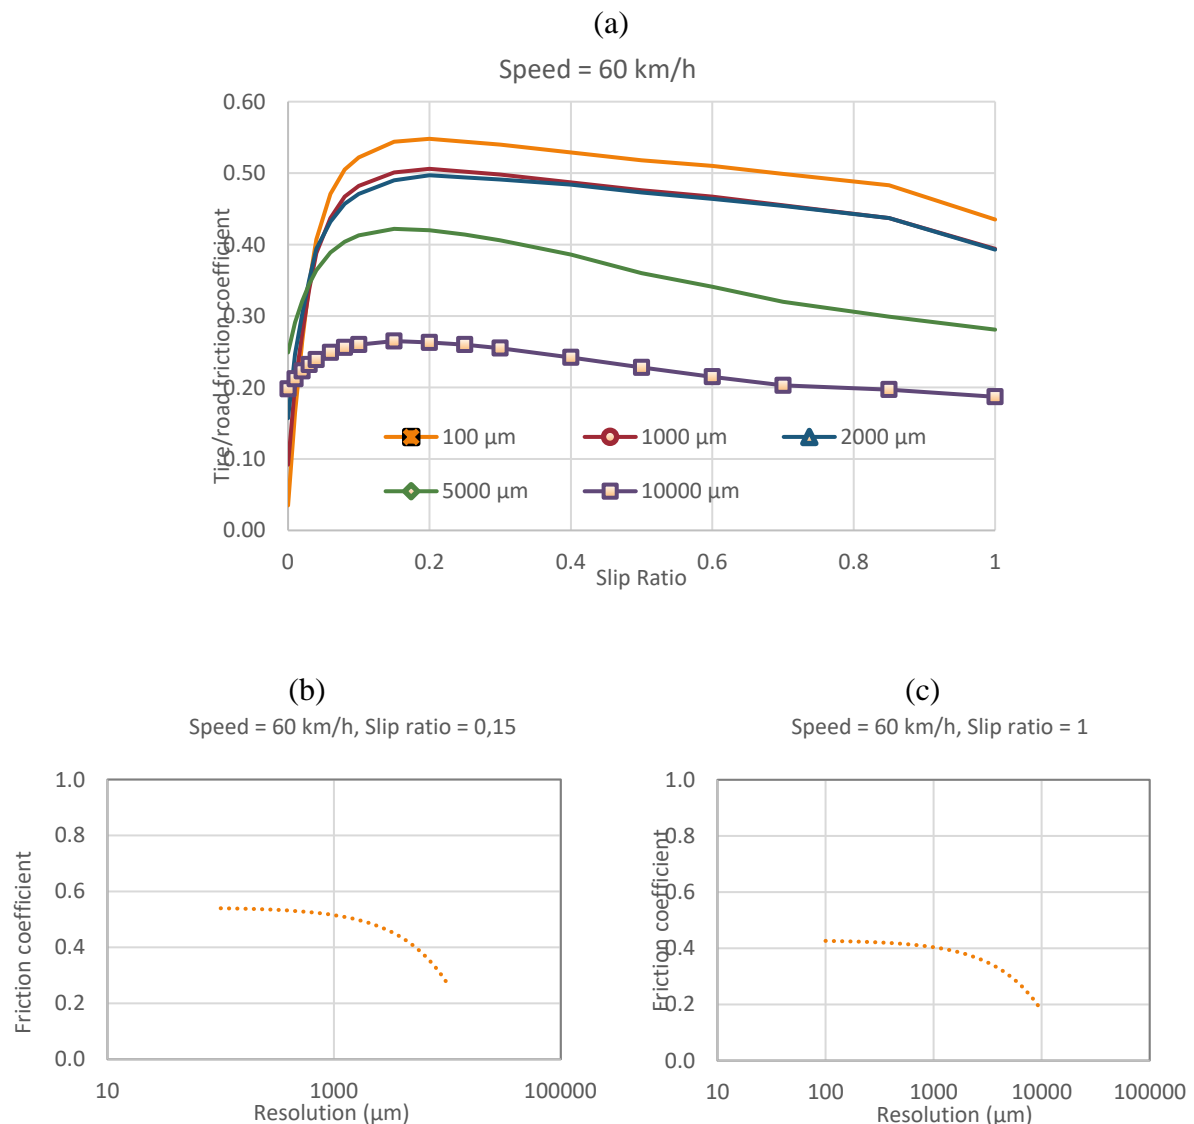 (a)
Speed = 60 km/h
Tire/road friction coefficient
0.60
0.50
0.40
0.30
0.20
0.10
0.00
100 µm
1000 µm
2000 µm
5000 µm
10000 µm
0 0.2 0.4 0.6 0.8 1
Slip Ratio
(b)
Speed = 60 km/h, Slip ratio = 0,15
Friction coefficient
1.0
0.8
0.6
0.4
0.2
0.0
10 1000 100000
Resolution (µm)
(c)
Speed = 60 km/h, Slip ratio = 1
Friction coefficient
1.0
0.8
0.6
0.4
0.2
0.0
10 100 1000 10000 100000
Resolution (µm)